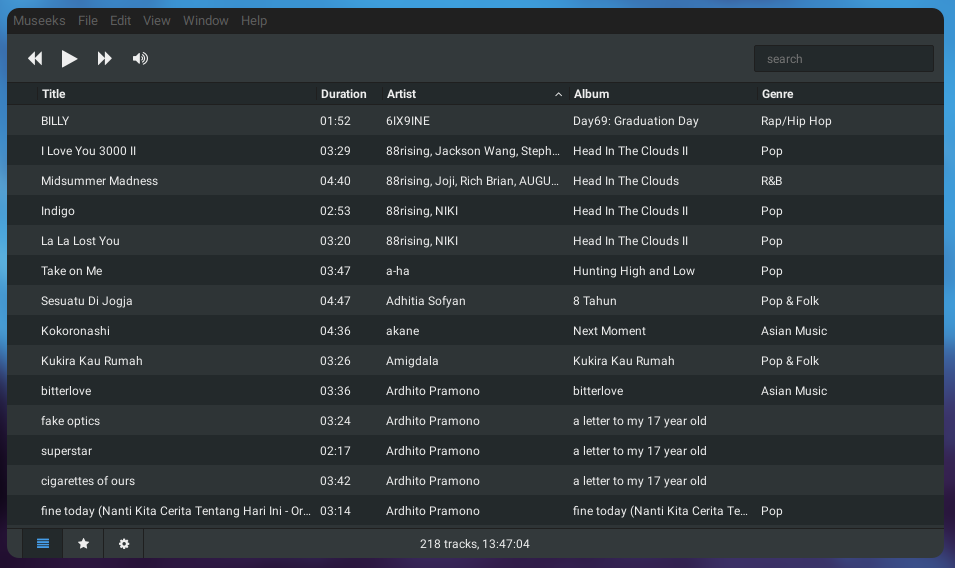 Museeks File Edit View Window Help
search
Title Duration Artist Album Genre
BILLY 01:52 6IX9INE Day69: Graduation Day Rap/Hip Hop
I Love You 3000 II 03:29 88rising, Jackson Wang, Steph... Head In The Clouds II Pop
Midsummer Madness 04:40 88rising, Joji, Rich Brian, AUGU... Head In The Clouds R&B
Indigo 02:53 88rising, NIKI Head In The Clouds II Pop
La La Lost You 03:20 88rising, NIKI Head In The Clouds II Pop
Take on Me 03:47 a-ha Hunting High and Low Pop
Sesuatu Di Jogja 04:47 Adhitia Sofyan 8 Tahun Pop & Folk
Kokoronashi 04:36 akane Next Moment Asian Music
Kukira Kau Rumah 03:26 Amigdala Kukira Kau Rumah Pop & Folk
bitterlove 03:36 Ardhito Pramono bitterlove Asian Music
fake optics 03:24 Ardhito Pramono a letter to my 17 year old
superstar 02:17 Ardhito Pramono a letter to my 17 year old
cigarettes of ours 03:42 Ardhito Pramono a letter to my 17 year old
fine today (Nanti Kita Cerita Tentang Hari Ini - Or... 03:14 Ardhito Pramono fine today (Nanti Kita Cerita Te... Pop
218 tracks, 13:47:04